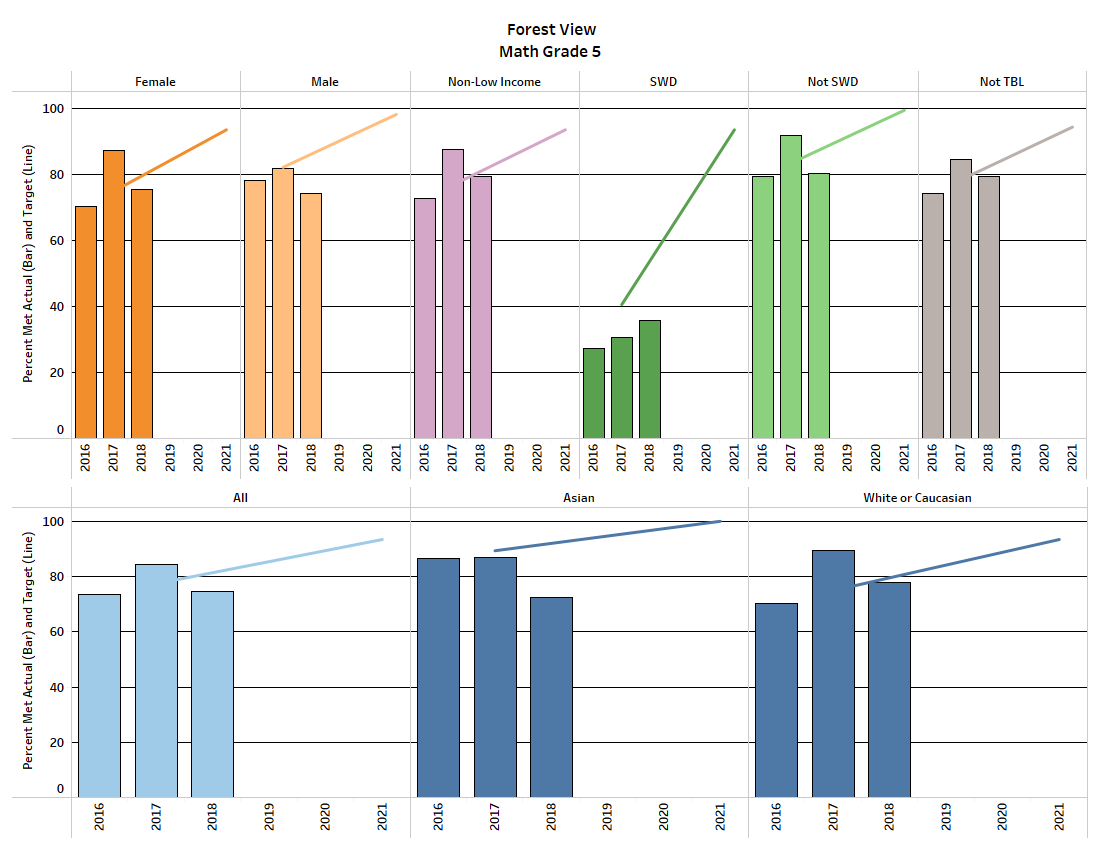 Forest View
Math Grade 5
Female Male Non-Low Income SWD Not SWD Not TBL
Percent Met Actual (Bar) and Target (Line)
100
80
60
40
20
0
2016 2017 2018 2019 2020 2021 2016 2017 2018 2019 2020 2021 2016 2017 2018 2019 2020 2021 2016 2017 2018 2019 2020 2021 2016 2017 2018 2019 2020 2021 2016 2017 2018 2019 2020 2021
All Asian White or Caucasian
Percent Met Actual (Bar) and Target (Line)
100
80
60
40
20
0
2016 2017 2018 2019 2020 2021 2016 2017 2018 2019 2020 2021 2016 2017 2018 2019 2020 2021